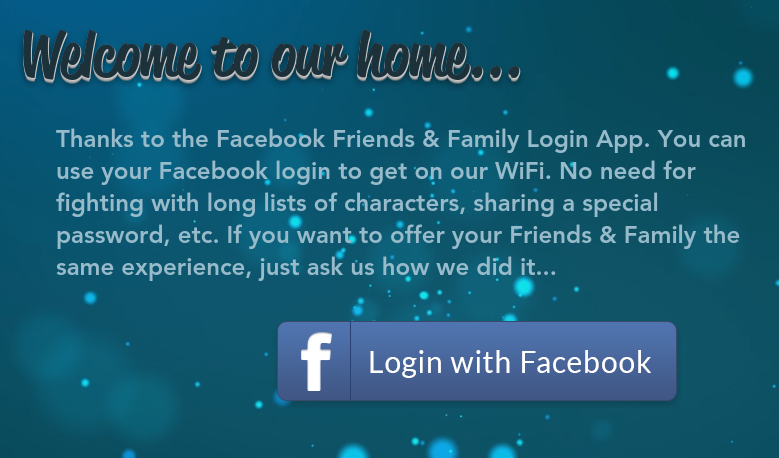 Welcome to our home...
Thanks to the Facebook Friends & Family Login App. You can
use your Facebook login to get on our WiFi. No need for
fighting with long lists of characters, sharing a special
password, etc. If you want to offer your Friends & Family the
same experience, just ask us how we did it...
f Login with Facebook